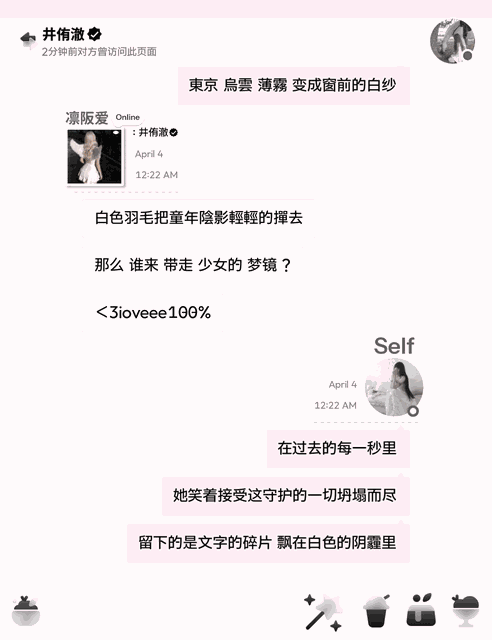 井侑澈
2分钟前对方曾访问此页面
東京 烏雲 薄霧 变成窗前的白纱
凛阪爱 Online
：井侑澈
April 4
12:22 AM
白色羽毛把童年陰影輕輕的撣去
那么 谁来 带走 少女的 梦镜？
<3ioveee100%
Self
April 4
12:22 AM
在过去的每一秒里
她笑着接受这守护的一切坍塌而尽
留下的是文字的碎片 飘在白色的阴霾里